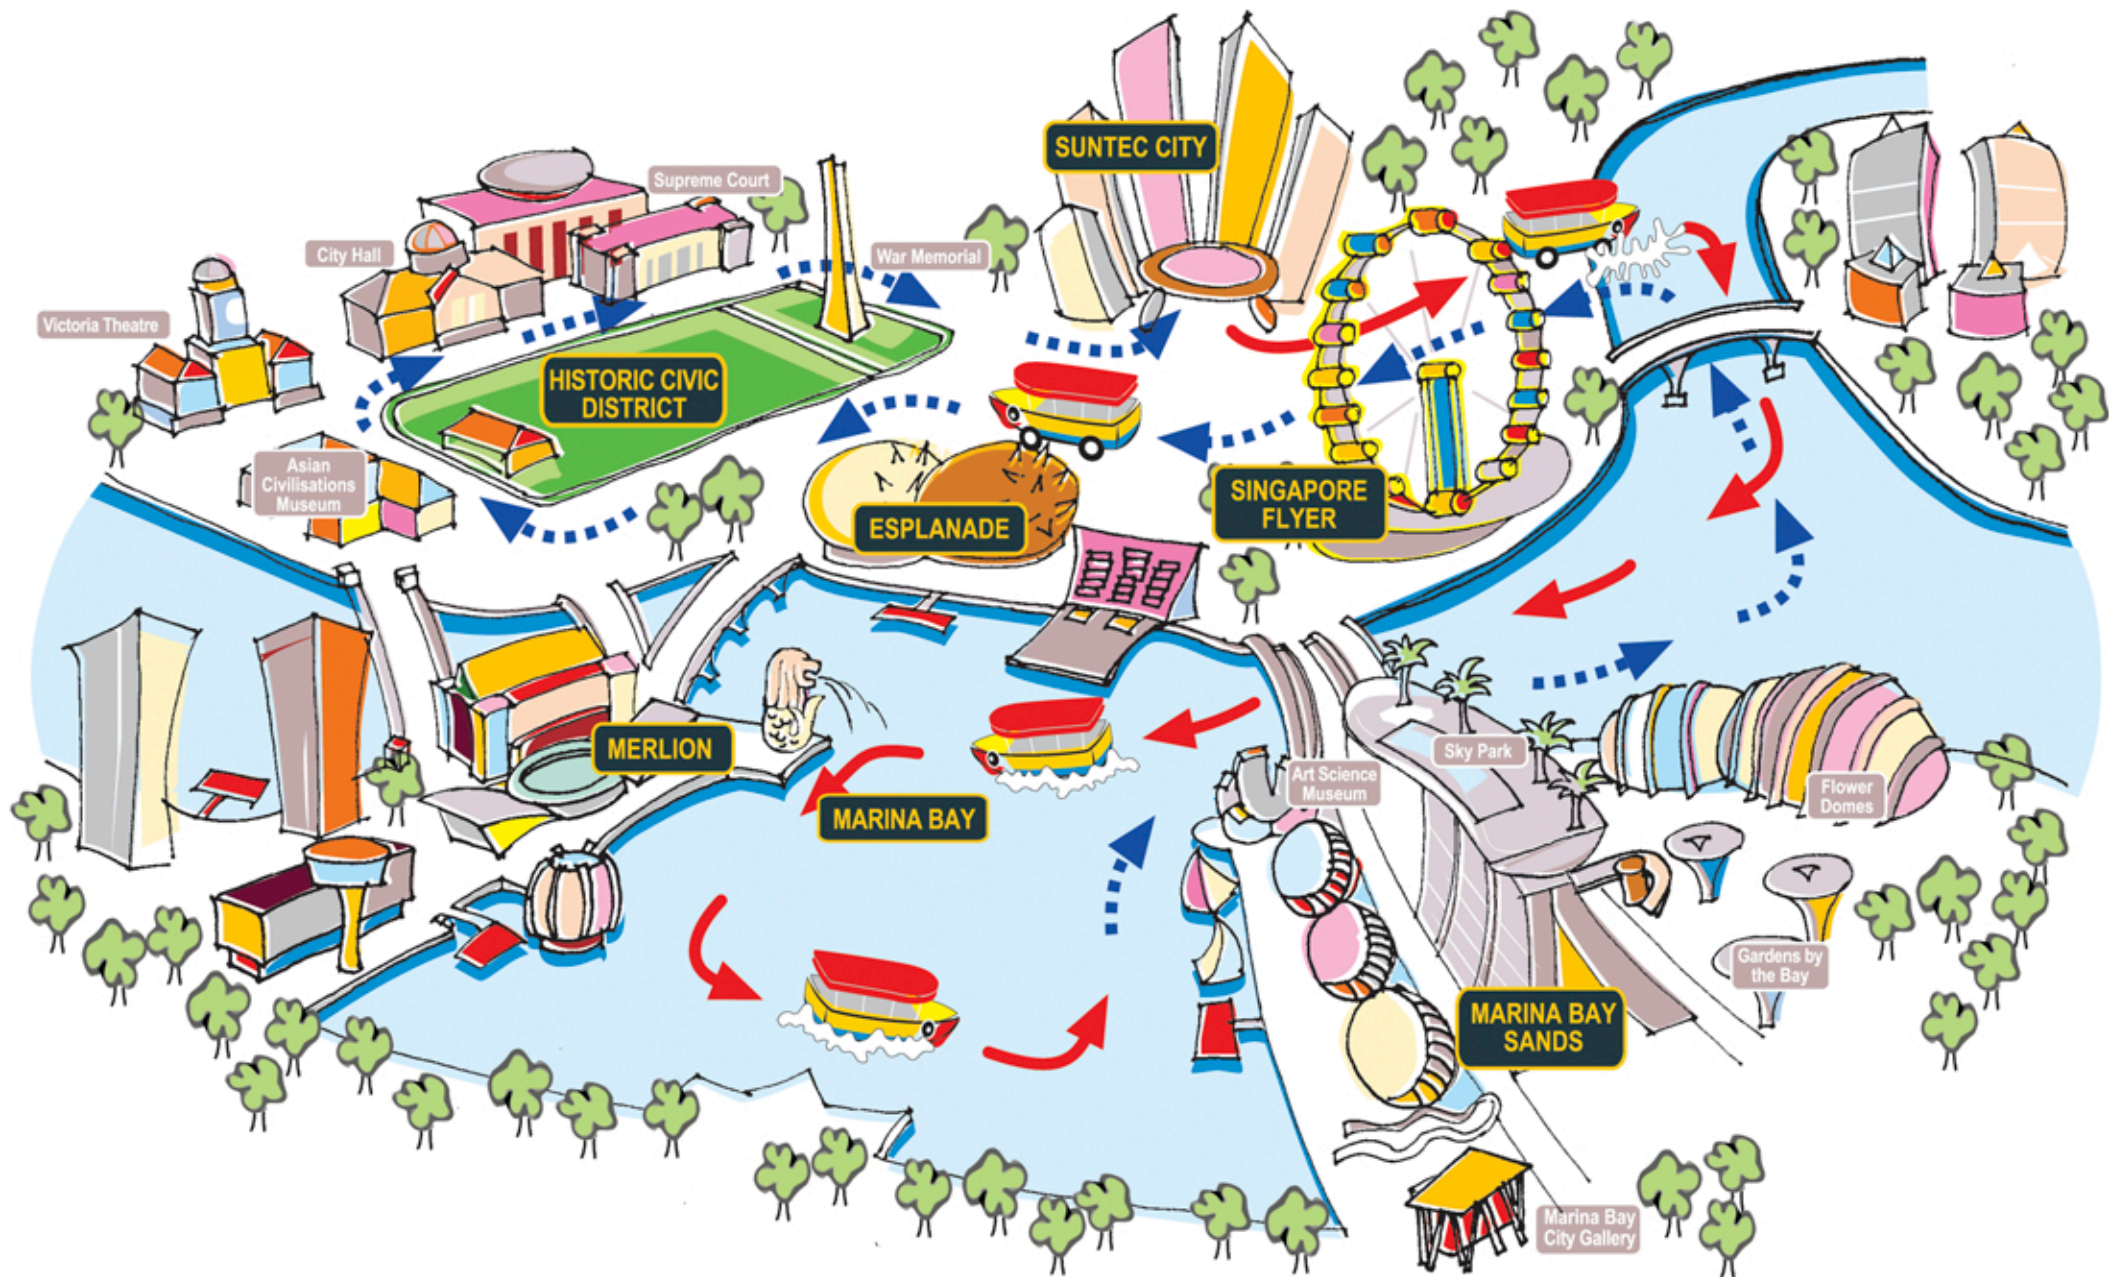 SUNTEC CITY
Supreme Court
City Hall
War Memorial
Victoria Theatre
HISTORIC CIVIC
DISTRICT
Asian
Civilisations
Museum
SINGAPORE
FLYER
ESPLANADE
MERLION
Sky Park
Art Science
Museum
Flower
Domes
MARINA BAY
Gardens by
the Bay
MARINA BAY
SANDS
Marina Bay
City Gallery